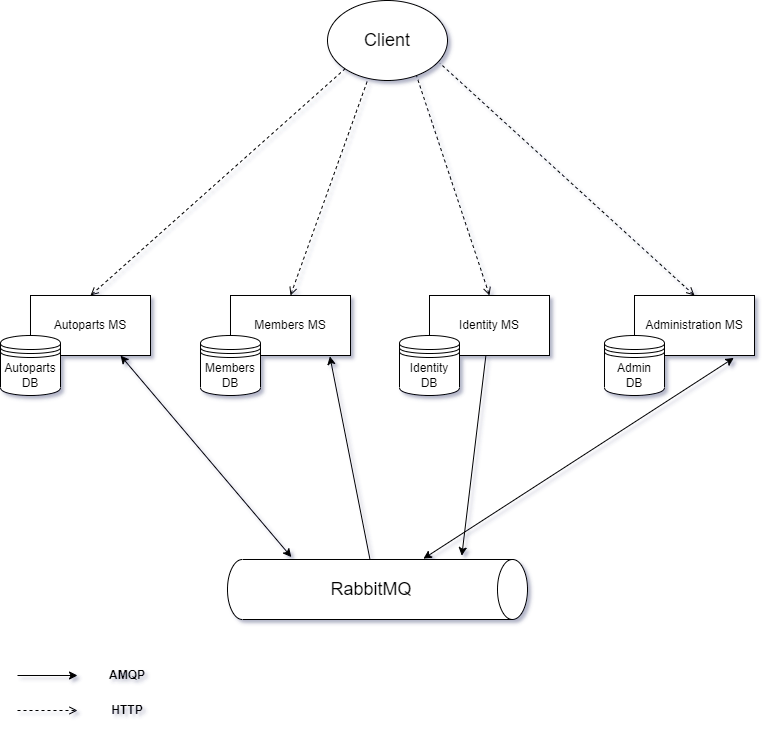 Client
Autoparts MS
Members MS
Identity MS
Administration MS
Autoparts
DB
Members
DB
Identity
DB
Admin
DB
RabbitMQ
AMQP
HTTP